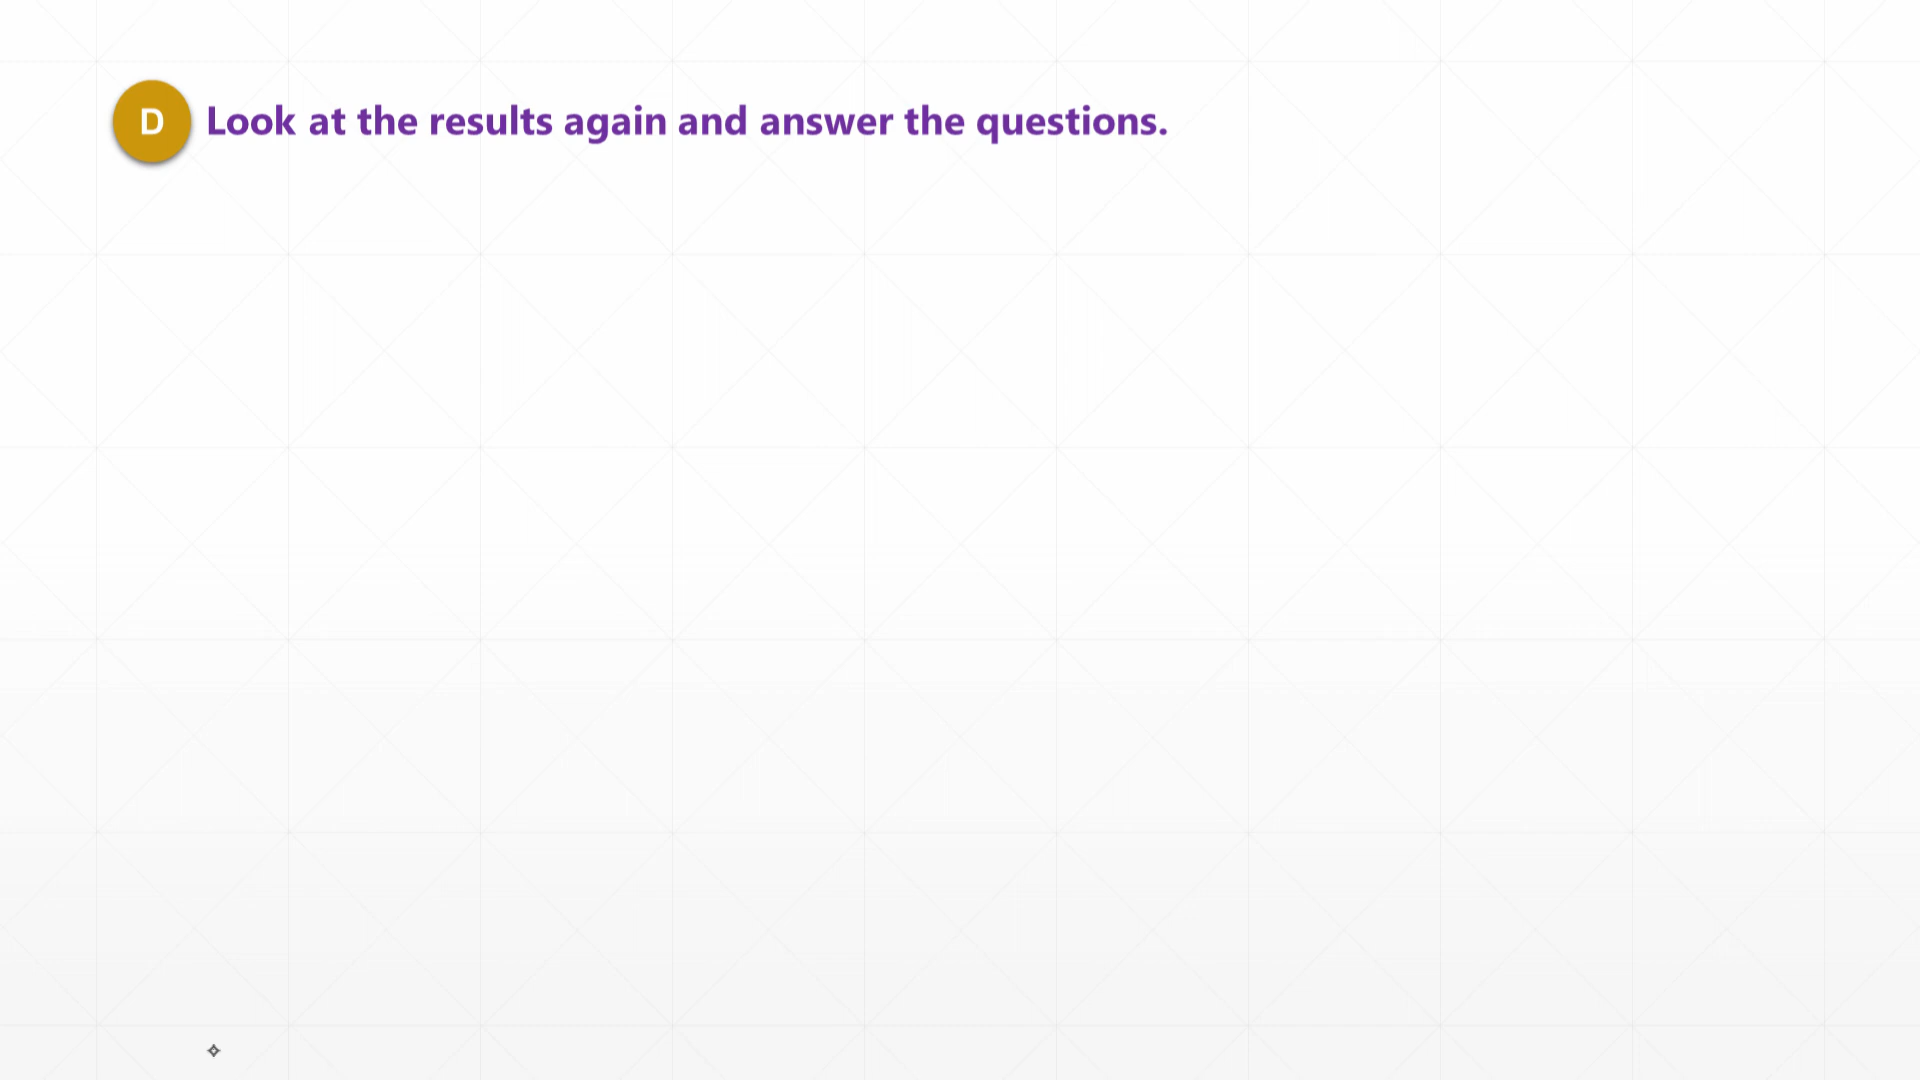 D Look at the results again and answer the questions.